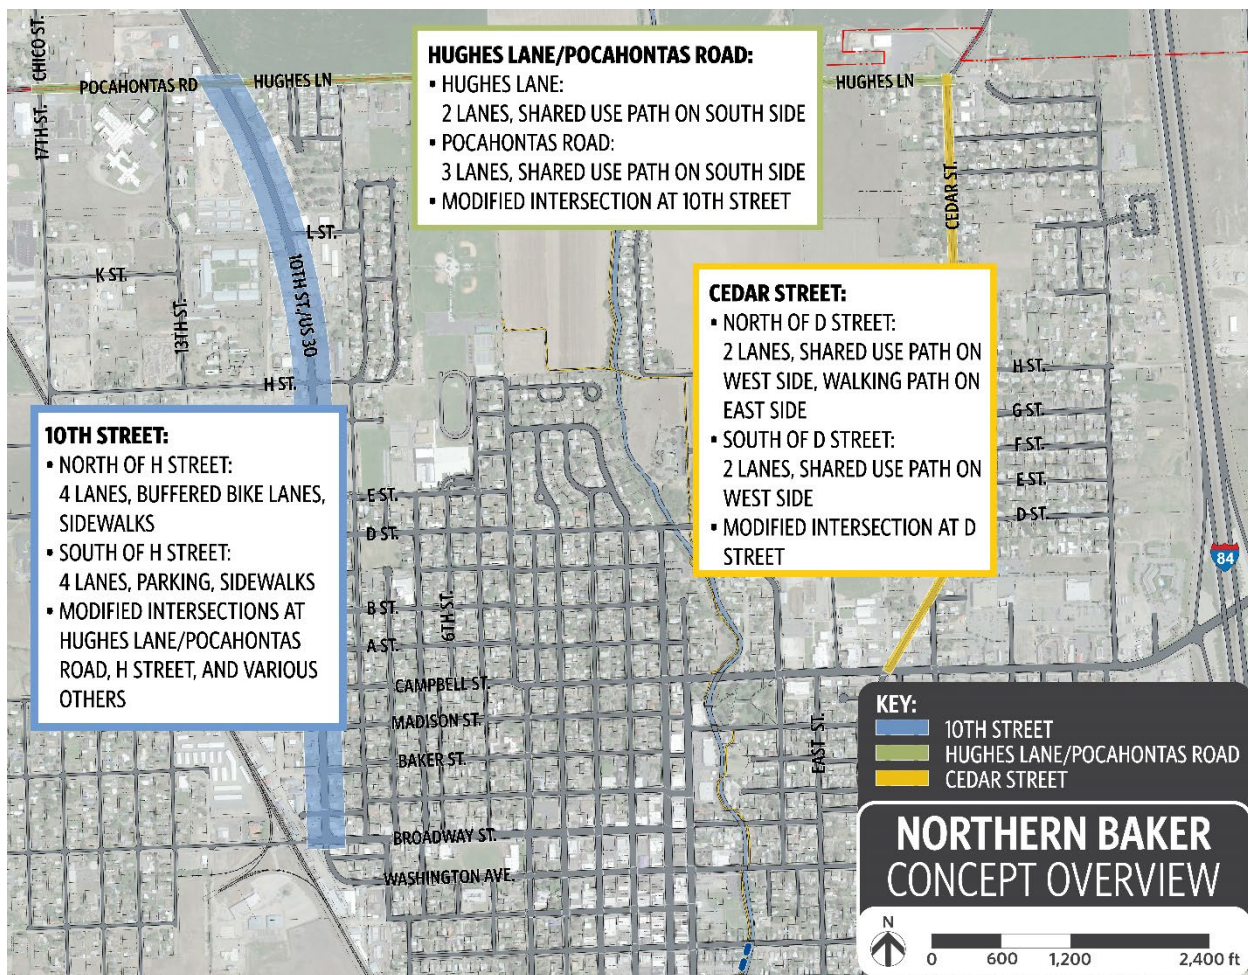 CHICO ST.
POCAHONTAS RD
HUGHES LN
HUGHES LN
17TH ST.
HUGHES LANE/POCAHONTAS ROAD:
▪ HUGHES LANE:
2 LANES, SHARED USE PATH ON SOUTH SIDE
▪ POCAHONTAS ROAD:
3 LANES, SHARED USE PATH ON SOUTH SIDE
▪ MODIFIED INTERSECTION AT 10TH STREET
CEDAR ST.
L ST.
K ST.
13TH ST.
10TH ST./US 30
H ST.
CEDAR STREET:
▪ NORTH OF D STREET:
2 LANES, SHARED USE PATH ON
WEST SIDE, WALKING PATH ON
EAST SIDE
▪ SOUTH OF D STREET:
2 LANES, SHARED USE PATH ON
WEST SIDE
▪ MODIFIED INTERSECTION AT D
STREET
H ST.
G ST.
F ST.
E ST.
D ST.
84
10TH STREET:
▪ NORTH OF H STREET:
4 LANES, BUFFERED BIKE LANES,
SIDEWALKS
▪ SOUTH OF H STREET:
4 LANES, PARKING, SIDEWALKS
▪ MODIFIED INTERSECTIONS AT
HUGHES LANE/POCAHONTAS
ROAD, H STREET, AND VARIOUS
OTHERS
E ST.
D ST.
B ST.
A ST.
6TH ST.
CAMPBELL ST.
MADISON ST.
BAKER ST.
BROADWAY ST.
WASHINGTON AVE.
EAST ST.
KEY:
10TH STREET
HUGHES LANE/POCAHONTAS ROAD
CEDAR STREET
NORTHERN BAKER
CONCEPT OVERVIEW
N
0 600 1,200 2,400 ft